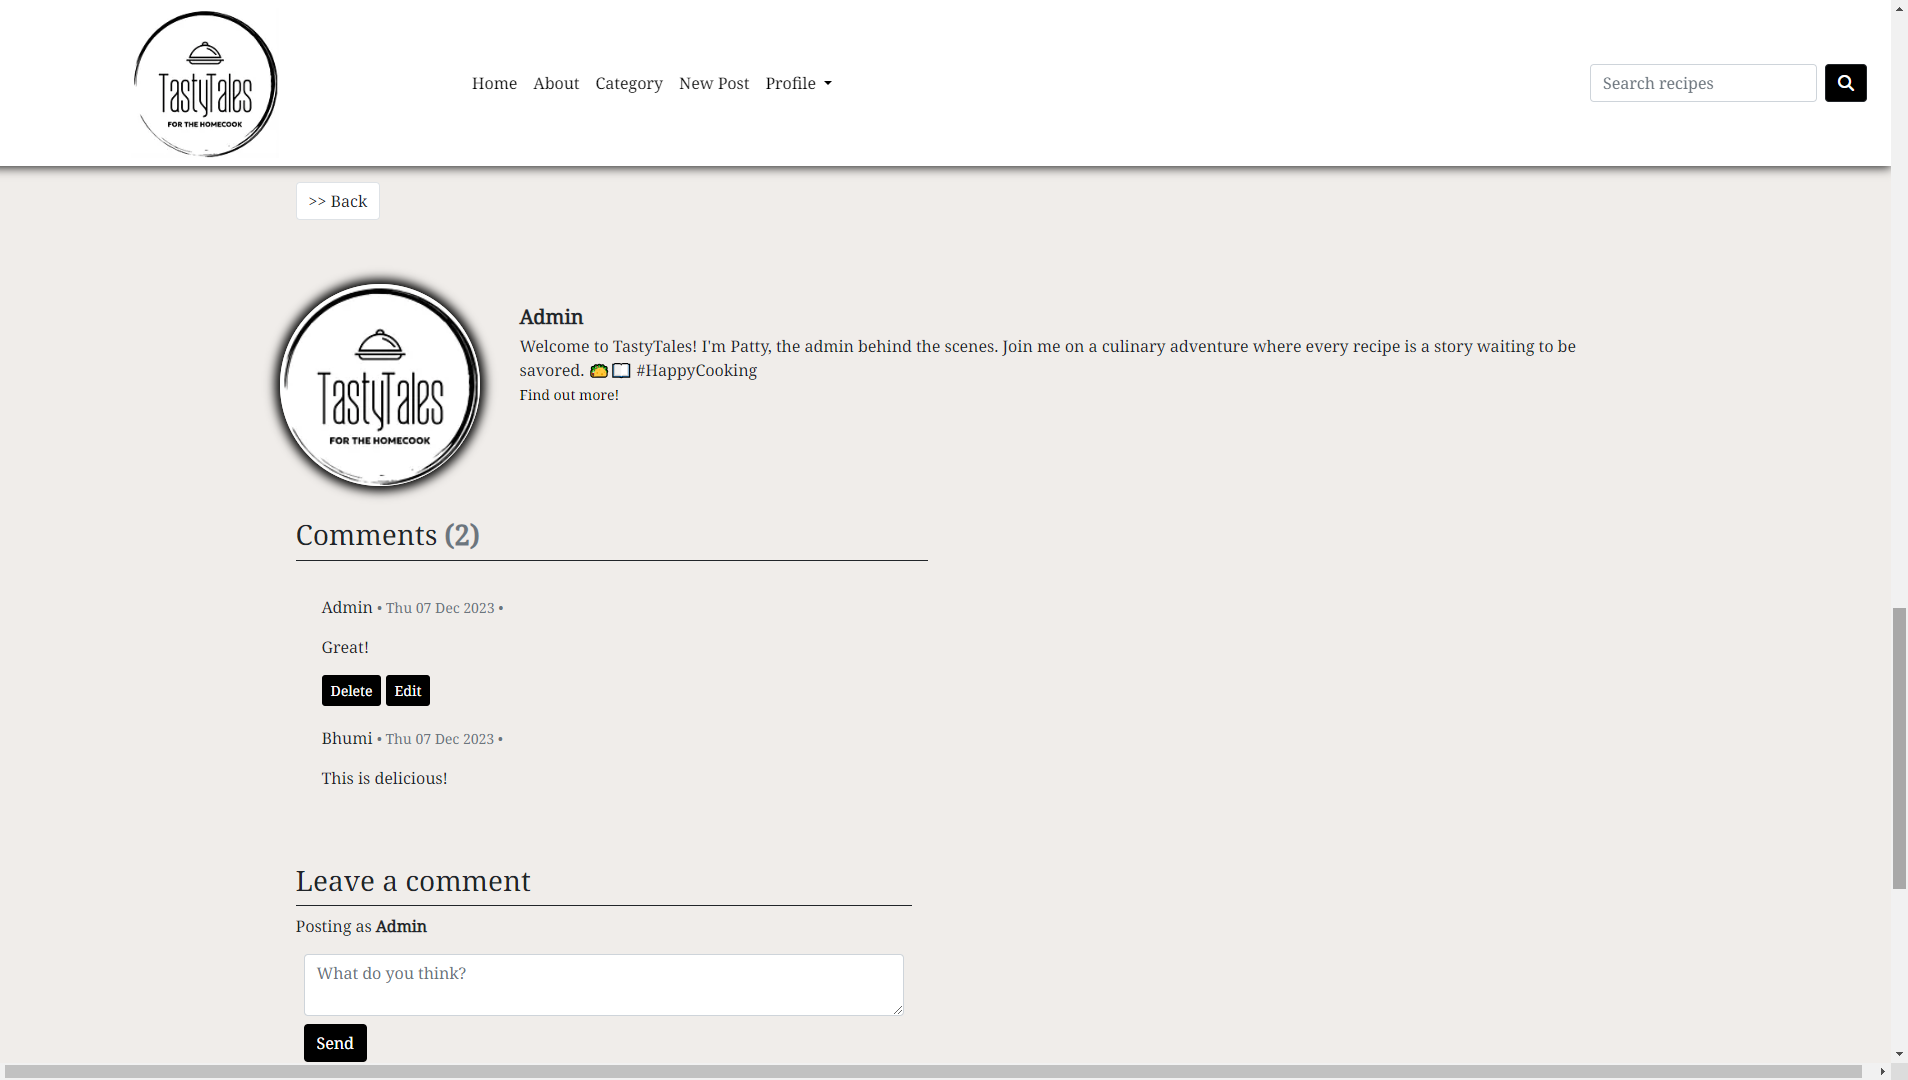 TastyTales
FOR THE HOMECOOK
Home About Category New Post Profile
Search recipes
>> Back
TastyTales
FOR THE HOMECOOK
Admin
Welcome to TastyTales! I'm Patty, the admin behind the scenes. Join me on a culinary adventure where every recipe is a story waiting to be
savored. 🌮📖 #HappyCooking
Find out more!
Comments (2)
Admin • Thu 07 Dec 2023 •
Great!
Delete Edit
Bhumi • Thu 07 Dec 2023 •
This is delicious!
Leave a comment
Posting as Admin
What do you think?
Send